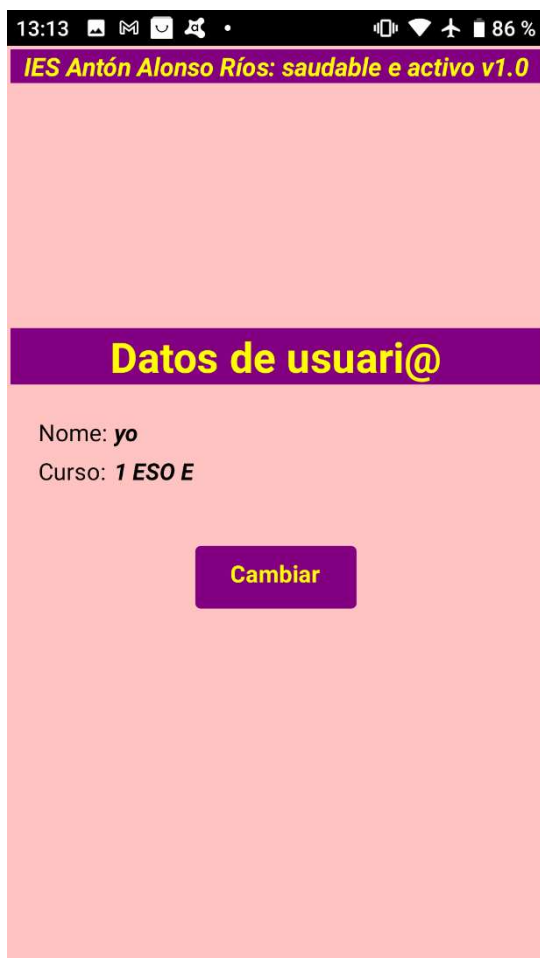 13:13 86 %
IES Antón Alonso Ríos: saudable e activo v1.0
Datos de usuari@
Nome: yo
Curso: 1 ESO E
Cambiar